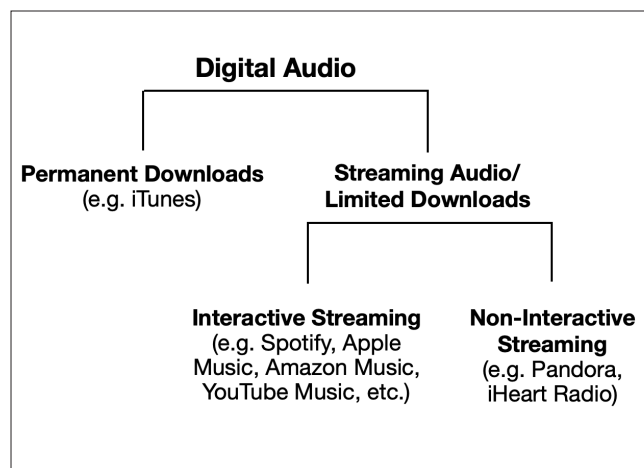 Digital Audio
Permanent Downloads
(e.g. iTunes)
Streaming Audio/
Limited Downloads
Interactive Streaming
(e.g. Spotify, Apple
Music, Amazon Music,
YouTube Music, etc.)
Non-Interactive
Streaming
(e.g. Pandora,
iHeart Radio)